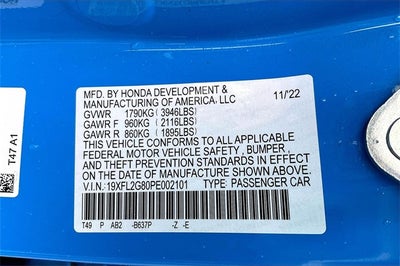 MFD. BY HONDA DEVELOPMENT &
MANUFACTURING OF AMERICA, LLC 11/22
GVWR 1790KG (3946LBS)
GAWR F 960KG (2116LBS)
GAWR R 860KG (1895LBS)
THIS VEHICLE CONFORMS TO ALL APPLICABLE
FEDERAL MOTOR VEHICLE SAFETY, BUMPER,
AND THEFT PREVENTION STANDARDS IN EFFECT ON
THE DATE OF MANUFACTURE SHOWN ABOVE.
V.I.N.:19XFL2G80PE002101 TYPE: PASSENGER CAR
T49 P AB2 -B637P -Z -E
T47 A1